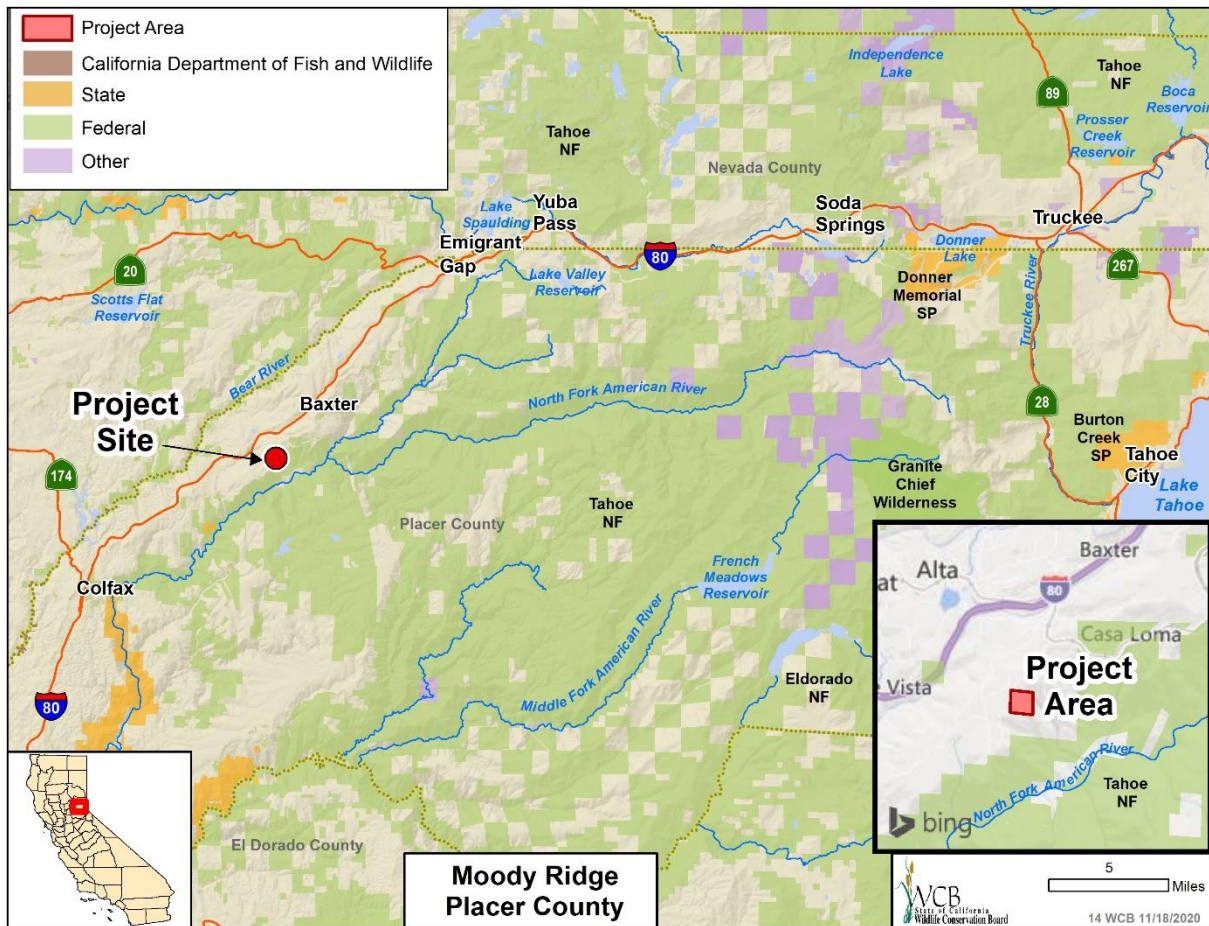 Project Area
California Department of Fish and Wildlife
State
Federal
Other
Independence
Lake
89
Tahoe
NF
Boca
Reservoir
Prosser
Creek
Reservoir
Tahoe
NF
Nevada County
Lake
Spaulding
Yuba
Pass
Soda
Springs
Truckee
Emigrant
Gap
80
Donner
Lake
20
Lake Valley
Reservoir
267
Scotts Flat
Reservoir
Donner
Memorial
SP
Truckee River
Bear River
Project
Site
Baxter
North Fork American River
28
Burton
Creek
SP
Tahoe
City
174
Granite
Chief
Wilderness
Lake
Tahoe
Placer County
Tahoe
NF
French
Meadows
Reservoir
Colfax
Middle Fork American River
Eldorado
NF
80
El Dorado County
Baxter
at
Alta
80
Casa Loma
Project
Area
e Vista
North Fork American River
Tahoe
NF
bing
Moody Ridge
Placer County
WCB
State of California
Wildlife Conservation Board
5
Miles
14 WCB 11/18/2020